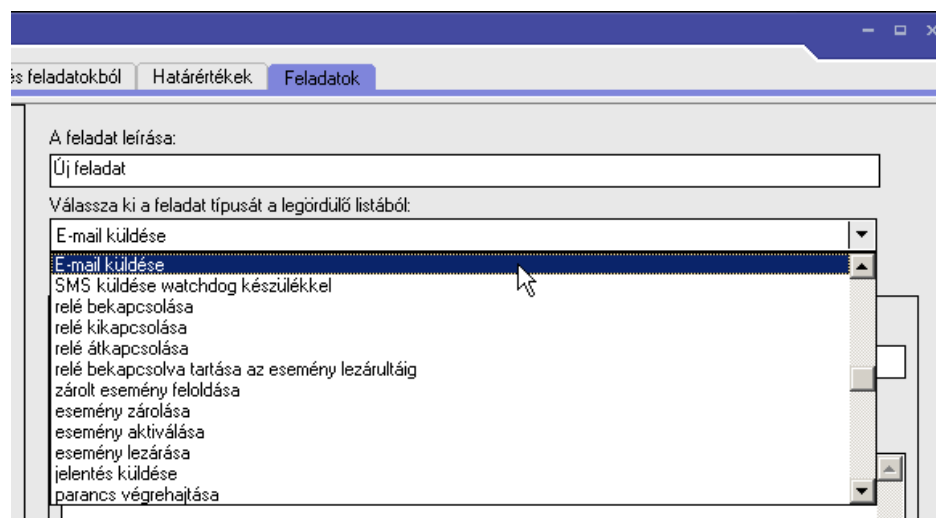 és feladatokból Határértékek Feladatok
A feladat leírása:
Új feladat
Válassza ki a feladat típusát a legördülő listából:
E-mail küldése
E-mail küldése
SMS küldése watchdog készülékkel
relé bekapcsolása
relé kikapcsolása
relé átkapcsolása
relé bekapcsolva tartása az esemény lezárultáig
zárolt esemény feloldása
esemény zárolása
esemény aktiválása
esemény lezárása
jelentés küldése
parancs végrehajtása